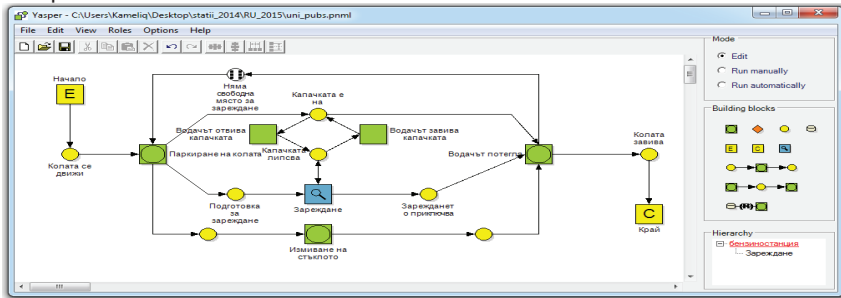 Yasper - C:\Users\Kameliq\Desktop\statii_2014\RU_2015\uni_pubs.pnml
File Edit View Roles Options Help
Mode
Edit
Run manually
Run automatically
Building blocks
E C
Hierarchy
бензиностанция
Зареждане
Начало
E
Колата се
движи
Няма
свободна
място за
зареждане
Капачката е
на
Водачът отвива
капачката
Водачът завива
капачката
Паркиране на колата
Капачката
липсва
Водачът потегля
Колата
завива
Подготовка
за
зареждане
Зареждане
Зареждането
о приключва
C
Край
Измиване на
стъклото